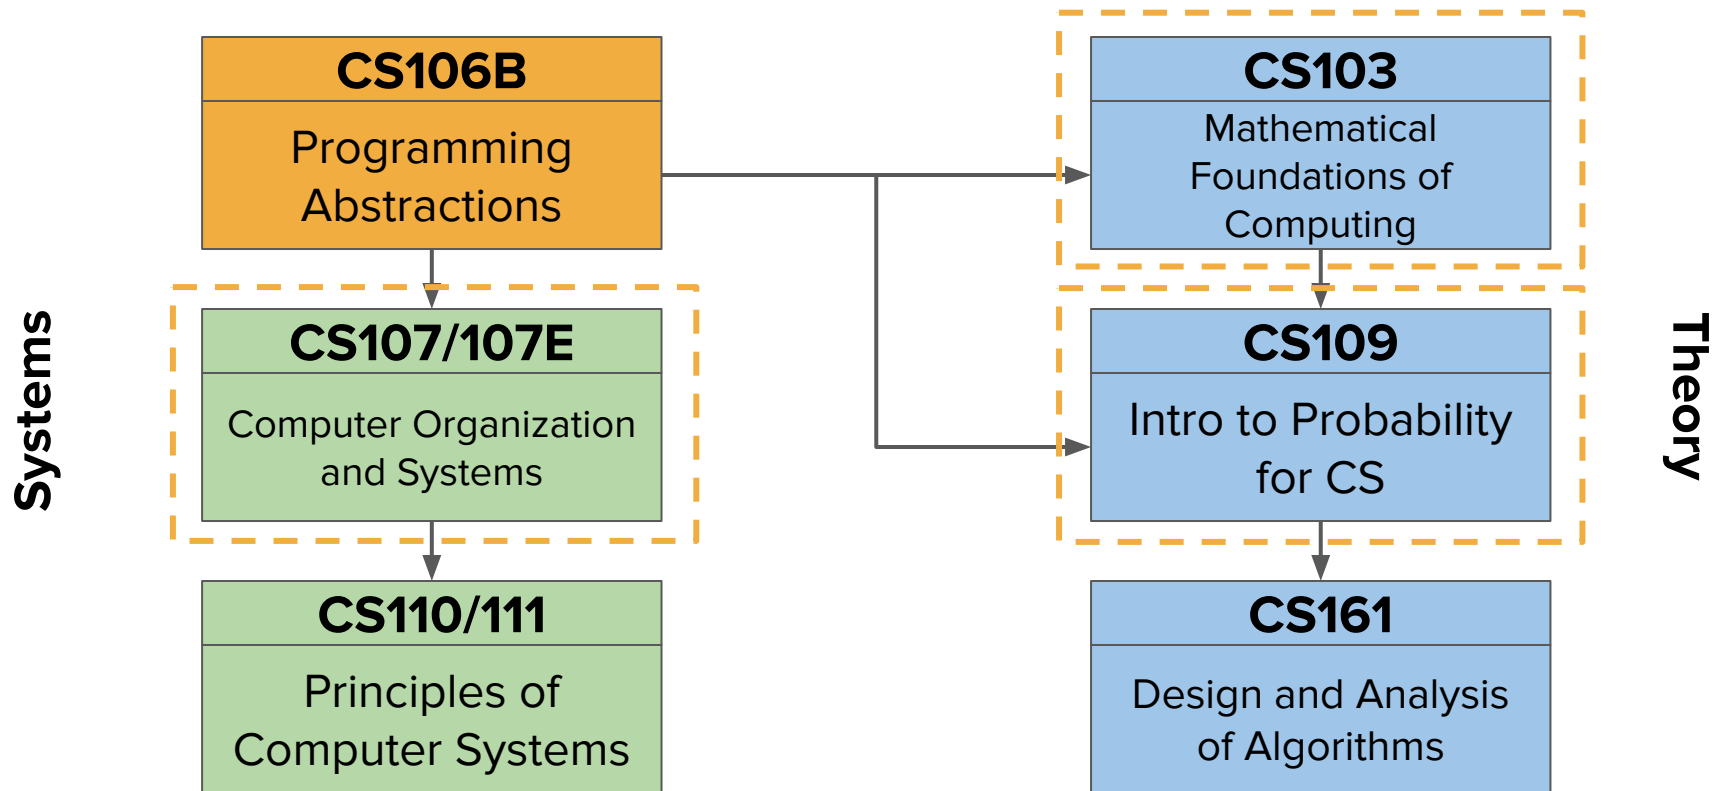 CS106B
Programming
Abstractions
CS103
Mathematical
Foundations of
Computing
Systems
CS107/107E
Computer Organization
and Systems
CS109
Intro to Probability
for CS
Theory
CS110/111
Principles of
Computer Systems
CS161
Design and Analysis
of Algorithms